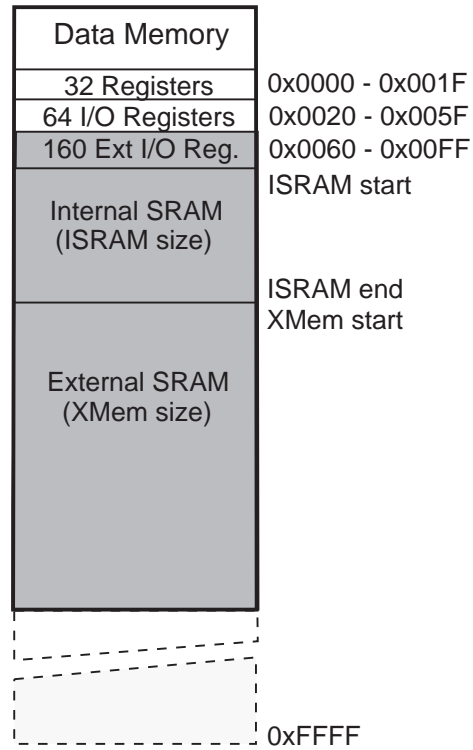 Data Memory
32 Registers 0x0000 - 0x001F
64 I/O Registers 0x0020 - 0x005F
160 Ext I/O Reg. 0x0060 - 0x00FF
ISRAM start
Internal SRAM
(ISRAM size)
ISRAM end
XMem start
External SRAM
(XMem size)
0xFFFF